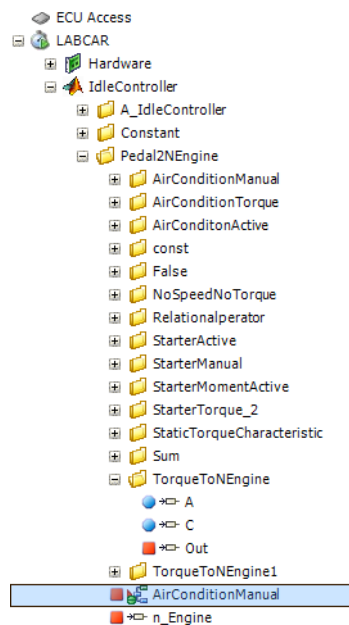 ECU Access
LABCAR
Hardware
IdleController
A_IdleController
Constant
Pedal2NEngine
AirConditionManual
AirConditionTorque
AirConditonActive
const
False
NoSpeedNoTorque
Relationalperator
StarterActive
StarterManual
StarterMomentActive
StarterTorque_2
StaticTorqueCharacteristic
Sum
TorqueToNEngine
A
C
Out
TorqueToNEngine1
AirConditionManual
n_Engine